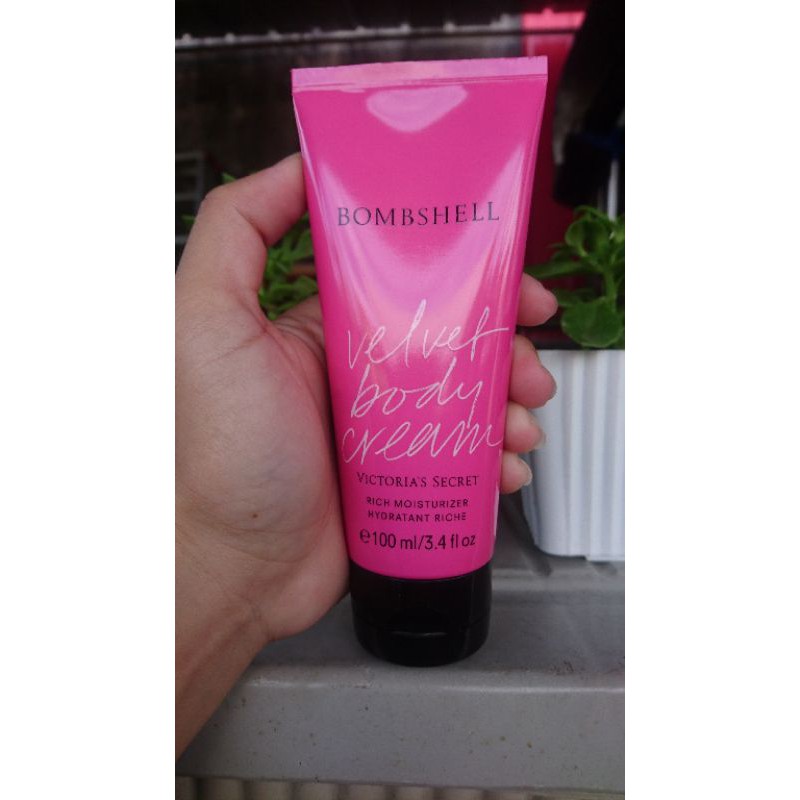 BOMBSHELL
velvet
body
cream
VICTORIA'S SECRET
RICH MOISTURIZER
HYDRATANT RICHE
℮100 ml/3.4 fl oz